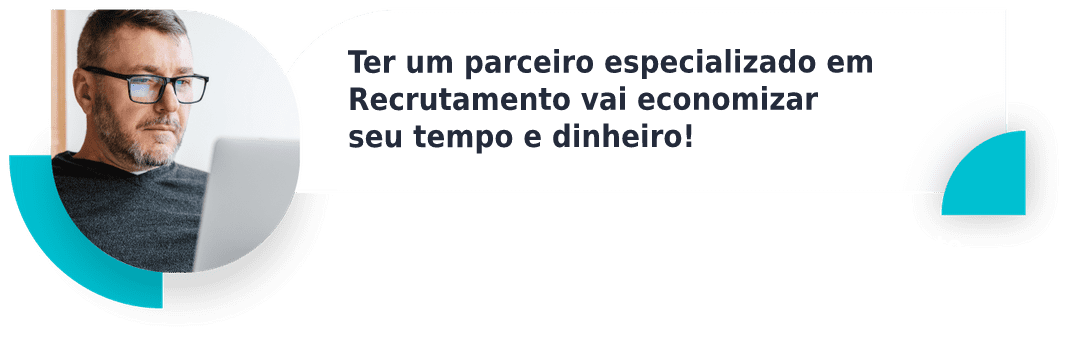 Ter um parceiro especializado em
Recrutamento vai economizar
seu tempo e dinheiro!